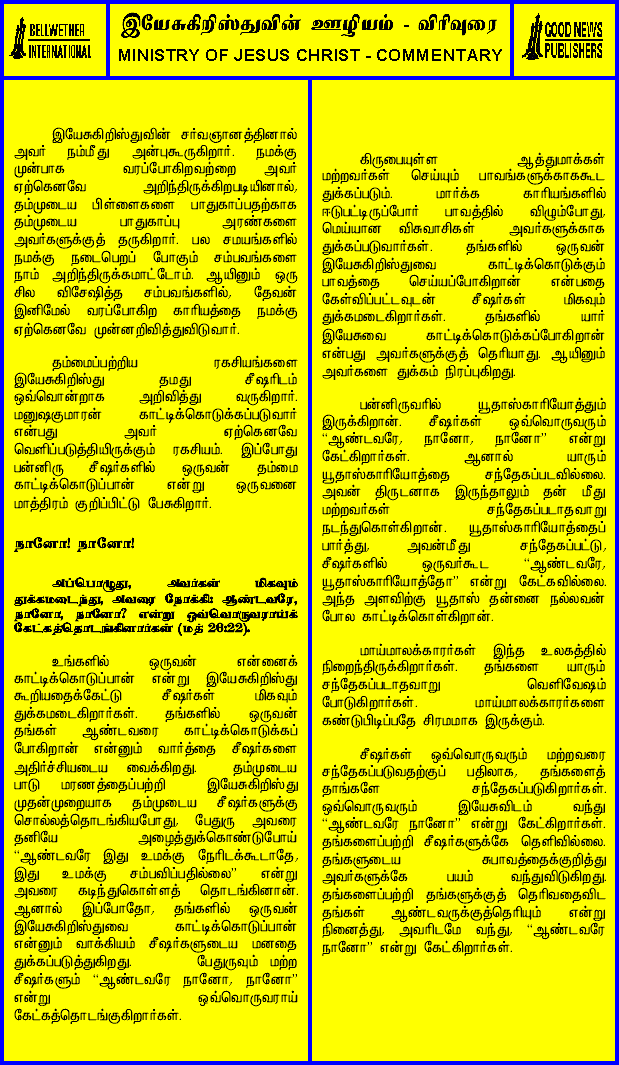 BELLWETHER
INTERNATIONAL
இயேசுகிறிஸ்துவின் ஊழியம் - விரிவுரை
MINISTRY OF JESUS CHRIST - COMMENTARY
GOOD NEWS
PUBLISHERS
இயேசுகிறிஸ்துவின் சர்வஞானத்தினால்
அவர் நம்மீது அன்புகூருகிறார். நமக்கு
முன்பாக வரப்போகிறவற்றை அவர்
ஏற்கெனவே அறிந்திருக்கிறபடியினால்,
தம்முடைய பிள்ளைகளை பாதுகாப்பதற்காக
தம்முடைய பாதுகாப்பு அரண்களை
அவர்களுக்குத் தருகிறார். பல சமயங்களில்
நமக்கு நடைபெறப் போகும் சம்பவங்களை
நாம் அறிந்திருக்கமாட்டோம். ஆயினும் ஒரு
சில விசேஷித்த சம்பவங்களில், தேவன்
இனிமேல் வரப்போகிற காரியத்தை நமக்கு
ஏற்கெனவே முன்னறிவித்துவிடுவார்.
தம்மைப்பற்றிய ரகசியங்களை
இயேசுகிறிஸ்து தமது சீஷரிடம்
ஒவ்வொன்றாக அறிவித்து வருகிறார்.
மனுஷகுமாரன் காட்டிக்கொடுக்கப்படுவார்
என்பது அவர் ஏற்கெனவே
வெளிப்படுத்தியிருக்கும் ரகசியம். இப்போது
பன்னிரு சீஷர்களில் ஒருவன் தம்மை
காட்டிக்கொடுப்பான் என்று ஒருவனை
மாத்திரம் குறிப்பிட்டு பேசுகிறார்.
நானோ! நானோ!
அப்பொழுது, அவர்கள் மிகவும்
துக்கமடைந்து, அவரை நோக்கி: ஆண்டவரே,
நானோ, நானோ? என்று ஒவ்வொருவராய்க்
கேட்கத்தொடங்கினார்கள் (மத் 26:22).
உங்களில் ஒருவன் என்னைக்
காட்டிக்கொடுப்பான் என்று இயேசுகிறிஸ்து
கூறியதைக்கேட்டு சீஷர்கள் மிகவும்
துக்கமடைகிறார்கள். தங்களில் ஒருவன்
தங்கள் ஆண்டவரை காட்டிக்கொடுக்கப்
போகிறான் என்னும் வார்த்தை சீஷர்களை
அதிர்ச்சியடைய வைக்கிறது. தம்முடைய
பாடு மரணத்தைப்பற்றி இயேசுகிறிஸ்து
முதன்முறையாக தம்முடைய சீஷர்களுக்கு
சொல்லத்தொடங்கியபோது, பேதுரு அவரை
தனியே அழைத்துக்கொண்டுபோய்
“ஆண்டவரே இது உமக்கு நேரிடக்கூடாதே,
இது உமக்கு சம்பவிப்பதில்லை” என்று
அவரை கடிந்துகொள்ளத் தொடங்கினான்.
ஆனால் இப்போதோ, தங்களில் ஒருவன்
இயேசுகிறிஸ்துவை காட்டிக்கொடுப்பான்
என்னும் வாக்கியம் சீஷர்களுடைய மனதை
துக்கப்படுத்துகிறது. பேதுருவும் மற்ற
சீஷர்களும் “ஆண்டவரே நானோ, நானோ”
என்று ஒவ்வொருவராய்
கேட்கத்தொடங்குகிறார்கள்.
கிருபையுள்ள ஆத்துமாக்கள்
மற்றவர்கள் செய்யும் பாவங்களுக்காககூட
துக்கப்படும். மார்க்க காரியங்களில்
ஈடுபட்டிருப்போர் பாவத்தில் விழும்போது,
மெய்யான விசுவாசிகள் அவர்களுக்காக
துக்கப்படுவார்கள். தங்களில் ஒருவன்
இயேசுகிறிஸ்துவை காட்டிக்கொடுக்கும்
பாவத்தை செய்யப்போகிறான் என்பதை
கேள்விப்பட்டவுடன் சீஷர்கள் மிகவும்
துக்கமடைகிறார்கள். தங்களில் யார்
இயேசுவை காட்டிக்கொடுக்கப்போகிறான்
என்பது அவர்களுக்குத் தெரியாது. ஆயினும்
அவர்களை துக்கம் நிரப்புகிறது.
பன்னிருவரில் யூதாஸ்காரியோத்தும்
இருக்கிறான். சீஷர்கள் ஒவ்வொருவரும்
“ஆண்டவரே, நானோ, நானோ” என்று
கேட்கிறார்கள். ஆனால் யாரும்
யூதாஸ்காரியோத்தை சந்தேகப்படவில்லை.
அவன் திருடனாக இருந்தாலும் தன் மீது
மற்றவர்கள் சந்தேகப்படாதவாறு
நடந்துகொள்கிறான். யூதாஸ்காரியோத்தைப்
பார்த்து, அவன்மீது சந்தேகப்பட்டு,
சீஷர்களில் ஒருவர்கூட “ஆண்டவரே,
யூதாஸ்காரியோத்தோ” என்று கேட்கவில்லை.
அந்த அளவிற்கு யூதாஸ் தன்னை நல்லவன்
போல காட்டிக்கொள்கிறான்.
மாய்மாலக்காரர்கள் இந்த உலகத்தில்
நிறைந்திருக்கிறார்கள். தங்களை யாரும்
சந்தேகப்படாதவாறு வெளிவேஷம்
போடுகிறார்கள். மாய்மாலக்காரர்களை
கண்டுபிடிப்பதே சிரமமாக இருக்கும்.
சீஷர்கள் ஒவ்வொருவரும் மற்றவரை
சந்தேகப்படுவதற்குப் பதிலாக, தங்களைத்
தாங்களே சந்தேகப்படுகிறார்கள்.
ஒவ்வொருவரும் இயேசுவிடம் வந்து
“ஆண்டவரே நானோ” என்று கேட்கிறார்கள்.
தங்களைப்பற்றி சீஷர்களுக்கே தெளிவில்லை.
தங்களுடைய சுபாவத்தைக்குறித்து
அவர்களுக்கே பயம் வந்துவிடுகிறது.
தங்களைப்பற்றி தங்களுக்குத் தெரிவதைவிட
தங்கள் ஆண்டவருக்குத்தெரியும் என்று
நினைத்து, அவரிடமே வந்து, “ஆண்டவரே
நானோ” என்று கேட்கிறார்கள்.